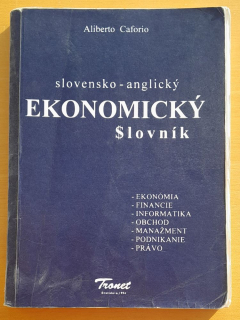 Aliberto Caforio
slovensko - anglický
EKONOMICKÝ
$lovník
- EKONÓMIA
- FINANCIE
- INFORMATIKA
- OBCHOD
- MANAŽMENT
- PODNIKANIE
- PRÁVO
Tronet